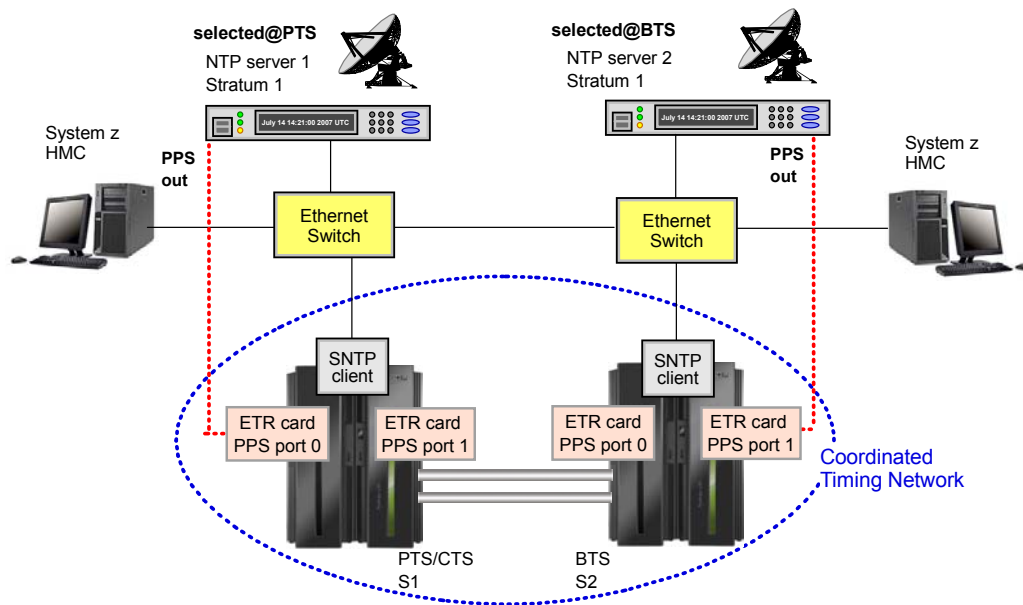 selected@PTS
NTP server 1
Stratum 1
selected@BTS
NTP server 2
Stratum 1
July 14 14:21:00 2007 UTC
July 14 14:21:00 2007 UTC
System z
HMC
PPS
out
PPS
out
System z
HMC
Ethernet
Switch
Ethernet
Switch
SNTP
client
SNTP
client
ETR card
PPS port 0
ETR card
PPS port 1
ETR card
PPS port 0
ETR card
PPS port 1
Coordinated
Timing Network
PTS/CTS
S1
BTS
S2